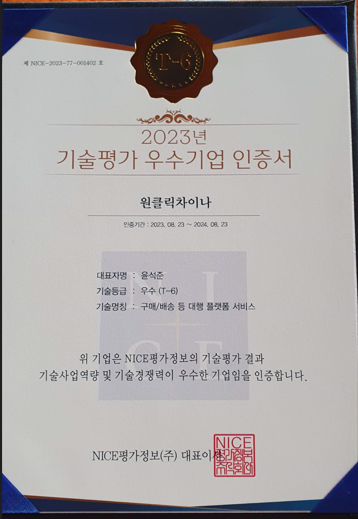 제 NICE-2023-77-001402 호
T-6
2023년
기술평가 우수기업 인증서
원클릭차이나
인증기간 : 2023. 08. 23 ~ 2024. 08. 23
대표자명 : 윤석준
기술등급 : 우수 (T-6)
기술명칭 : 구매/배송 등 대행 플랫폼 서비스
NI
CE
위 기업은 NICE평가정보의 기술평가 결과
기술사업역량 및 기술경쟁력이 우수한 기업임을 인증합니다.
NICE평가정보(주) 대표이사
NICE